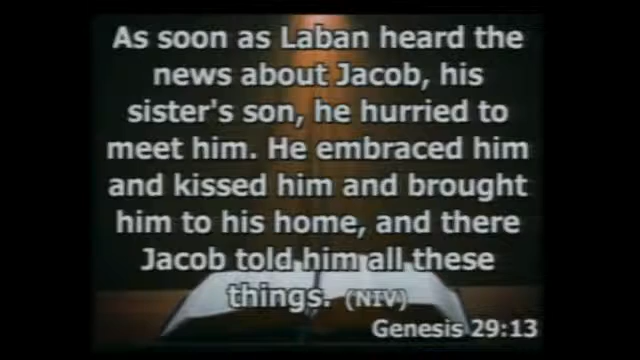 As soon as Laban heard the
news about Jacob, his
sister's son, he hurried to
meet him. He embraced him
and kissed him and brought
him to his home, and there
Jacob told him all these
things. (NIV)
Genesis 29:13